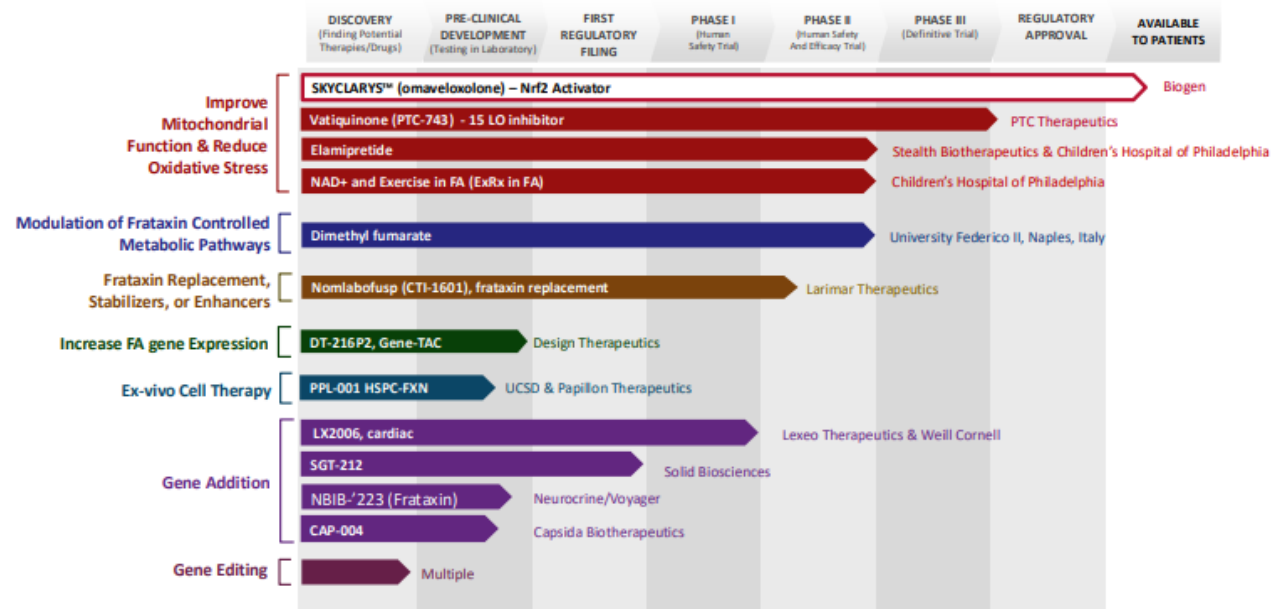 DISCOVERY
(Finding Potential
Therapies/Drugs)
PRE-CLINICAL
DEVELOPMENT
(Testing in Laboratory)
FIRST
REGULATORY
FILING
PHASE I
(Human
Safety Trial)
PHASE II
(Human Safety
And Efficacy Trial)
PHASE III
(Definitive Trial)
REGULATORY
APPROVAL
AVAILABLE
TO PATIENTS
Improve
Mitochondrial
Function & Reduce
Oxidative Stress
SKYCLARYS™ (omaveloxolone) – Nrf2 Activator
Biogen
Vatiquinone (PTC-743) - 15 LO inhibitor
PTC Therapeutics
Elamipretide
Stealth Biotherapeutics & Children's Hospital of Philadelphia
NAD+ and Exercise in FA (ExRx in FA)
Children's Hospital of Philadelphia
Modulation of Frataxin Controlled
Metabolic Pathways
Dimethyl fumarate
University Federico II, Naples, Italy
Frataxin Replacement,
Stabilizers, or Enhancers
Nomlabofusp (CTI-1601), frataxin replacement
Larimar Therapeutics
Increase FA gene Expression
DT-216P2, Gene-TAC
Design Therapeutics
Ex-vivo Cell Therapy
PPL-001 HSPC-FXN
UCSD & Papillon Therapeutics
Gene Addition
LX2006, cardiac
Lexeo Therapeutics & Weill Cornell
SGT-212
Solid Biosciences
NBIB-'223 (Frataxin)
Neurocrine/Voyager
CAP-004
Capsida Biotherapeutics
Gene Editing
Multiple